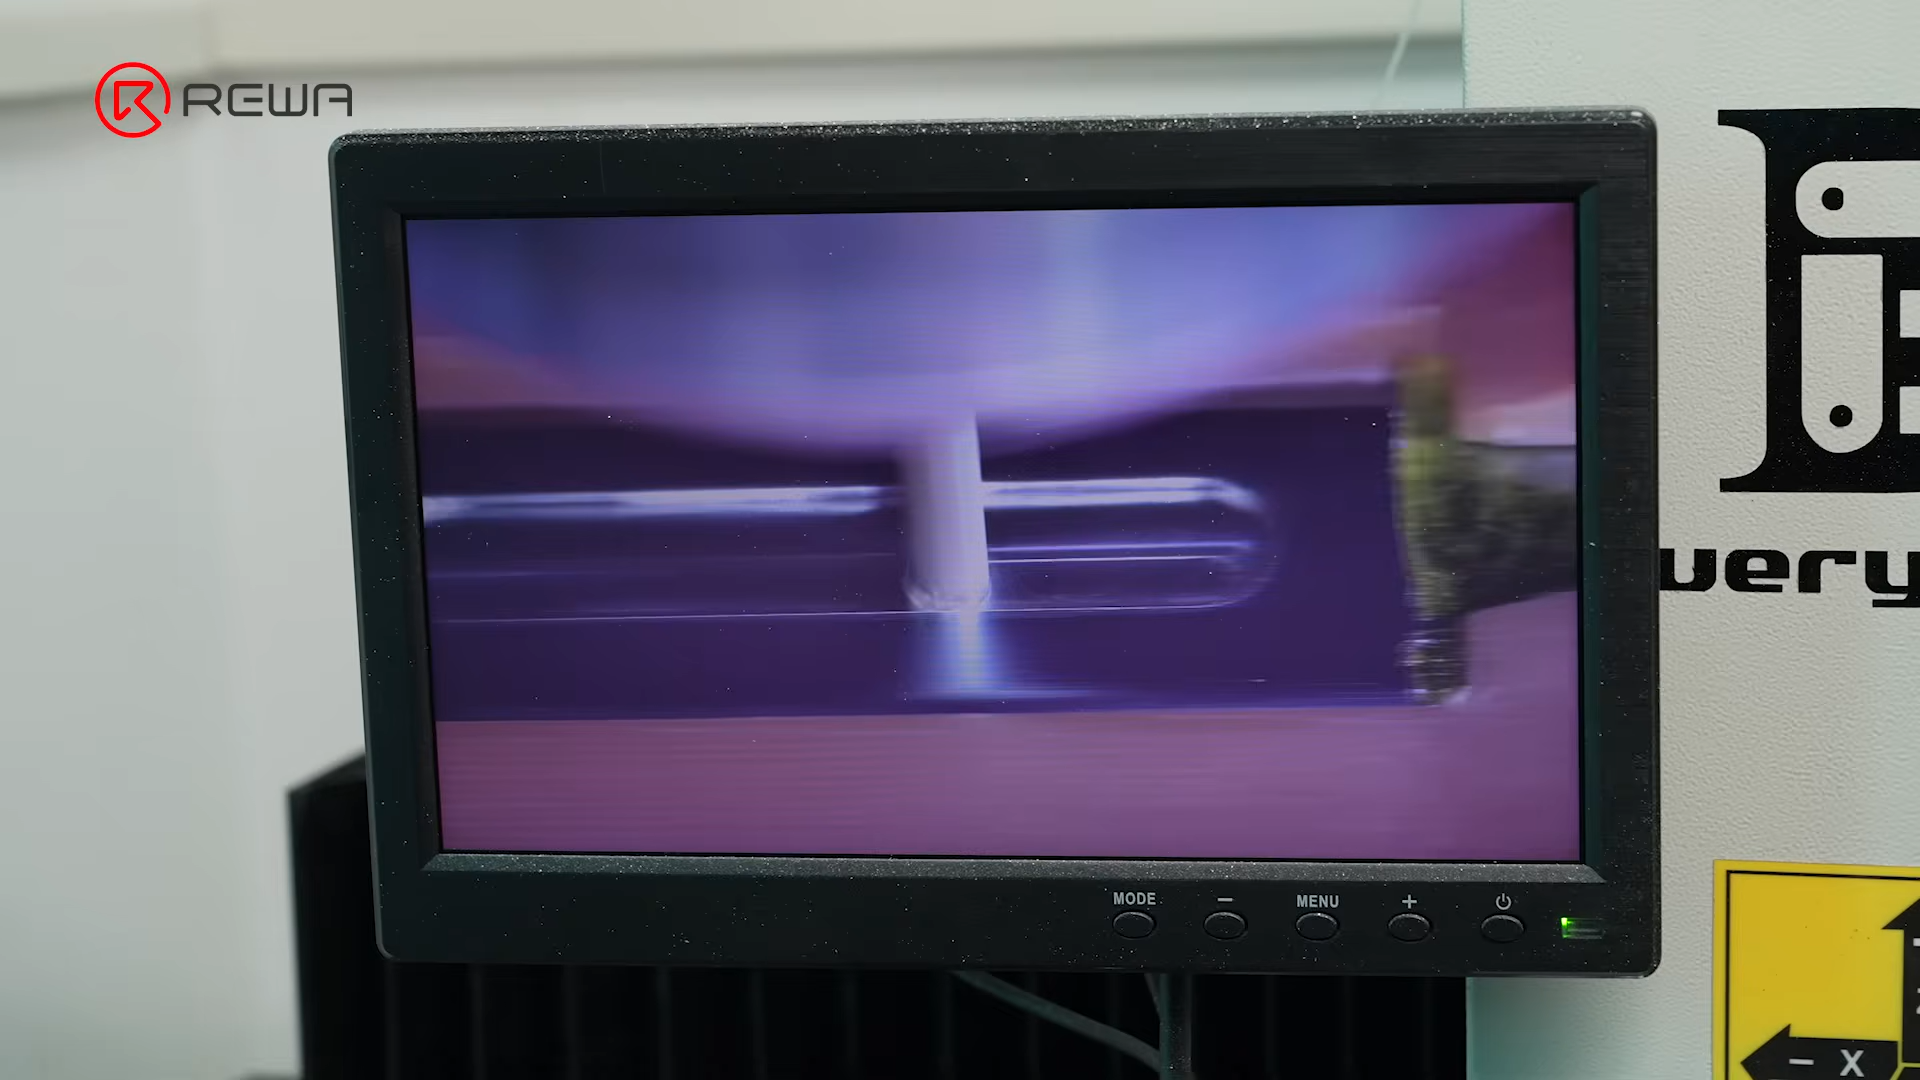 REWA
very
MODE
−
MENU
+
− X